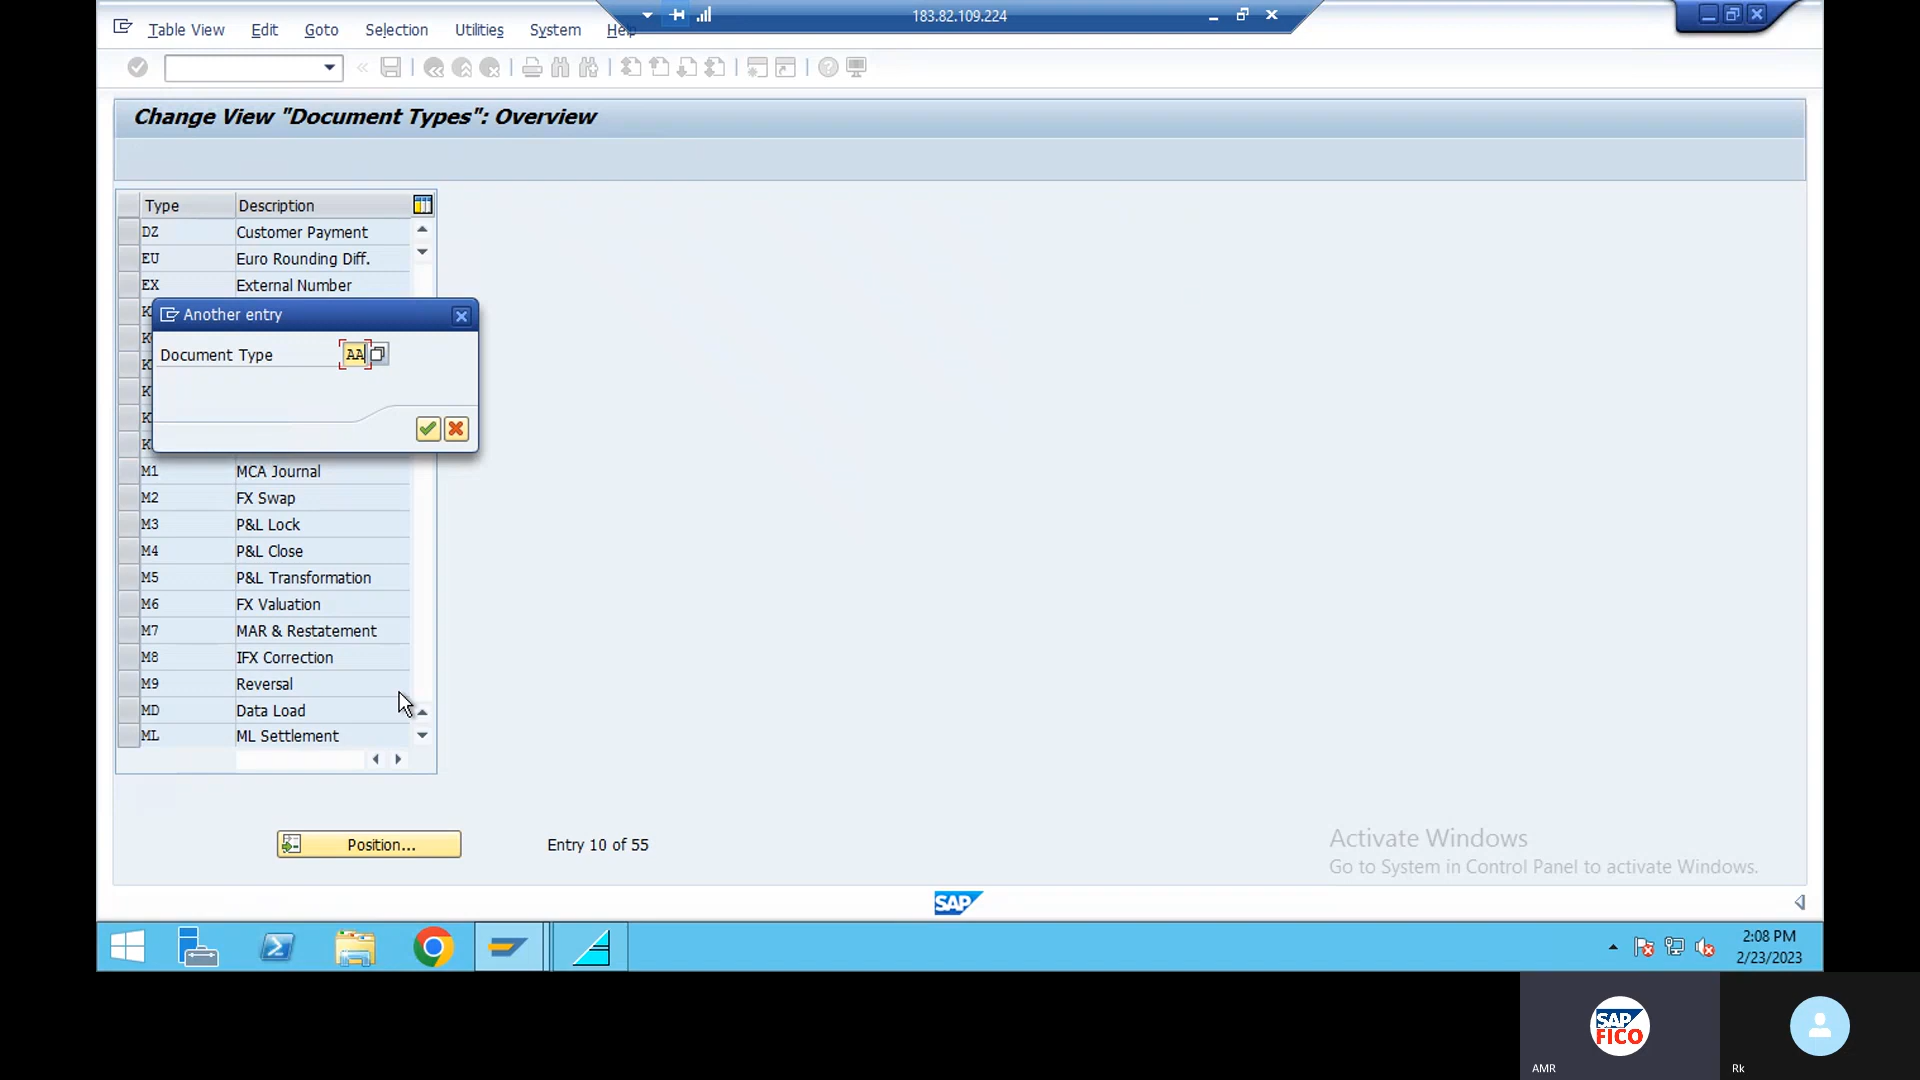 183.82.109.224
Table View Edit Goto Selection Utilities System Help
Change View "Document Types": Overview
Type Description
DZ Customer Payment
EU Euro Rounding Diff.
EX External Number
Another entry
Document Type AA
M1 MCA Journal
M2 FX Swap
M3 P&L Lock
M4 P&L Close
M5 P&L Transformation
M6 FX Valuation
M7 MAR & Restatement
M8 IFX Correction
M9 Reversal
MD Data Load
ML ML Settlement
Position... Entry 10 of 55
Activate Windows
Go to System in Control Panel to activate Windows.
SAP
2:08 PM
2/23/2023
SAP
FICO
AMR
Rk